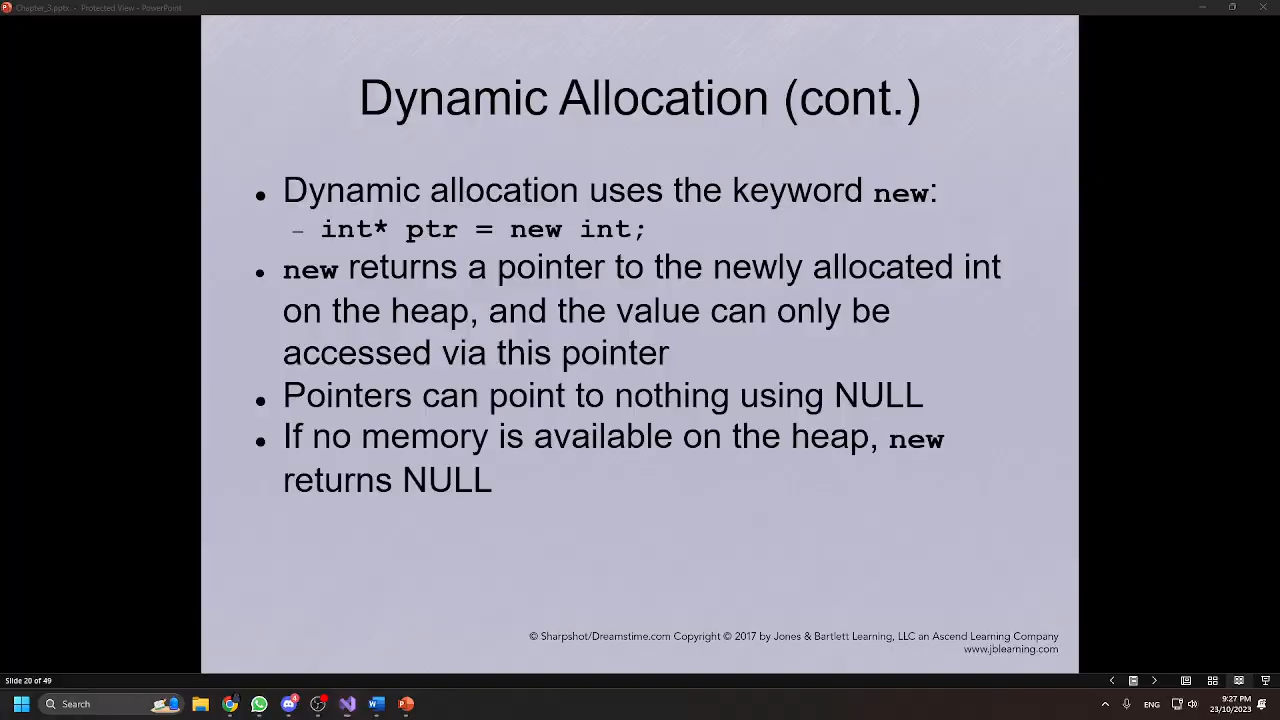 Chapter_3.pptx - Protected View - PowerPoint
Dynamic Allocation (cont.)
• Dynamic allocation uses the keyword new:
– int* ptr = new int;
• new returns a pointer to the newly allocated int
on the heap, and the value can only be
accessed via this pointer
• Pointers can point to nothing using NULL
• If no memory is available on the heap, new
returns NULL
© Sharpshot/Dreamstime.com Copyright © 2017 by Jones & Bartlett Learning, LLC an Ascend Learning Company
www.jblearning.com
Slide 20 of 49
Search
4
ENG
9:27 PM
23/10/2023